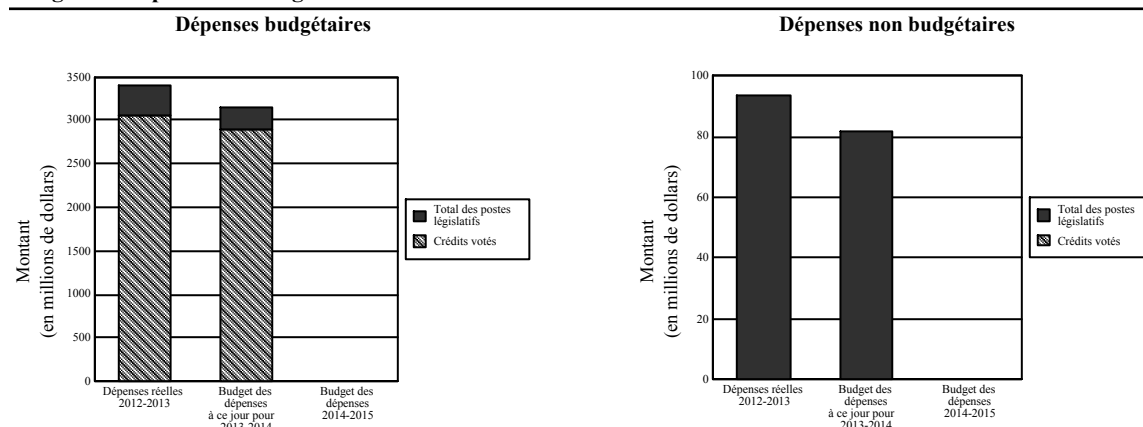 Dépenses budgétaires
Dépenses non budgétaires
Montant
(en millions de dollars)
3500
3000
2500
2000
1500
1000
500
0
Dépenses réelles
2012-2013
Budget des
dépenses
à ce jour pour
2013-2014
Budget des
dépenses
2014-2015
Total des postes
législatifs
Crédits votés
Montant
(en millions de dollars)
100
80
60
40
20
0
Dépenses réelles
2012-2013
Budget des
dépenses
à ce jour pour
2013-2014
Budget des
dépenses
2014-2015
Total des postes
législatifs
Crédits votés